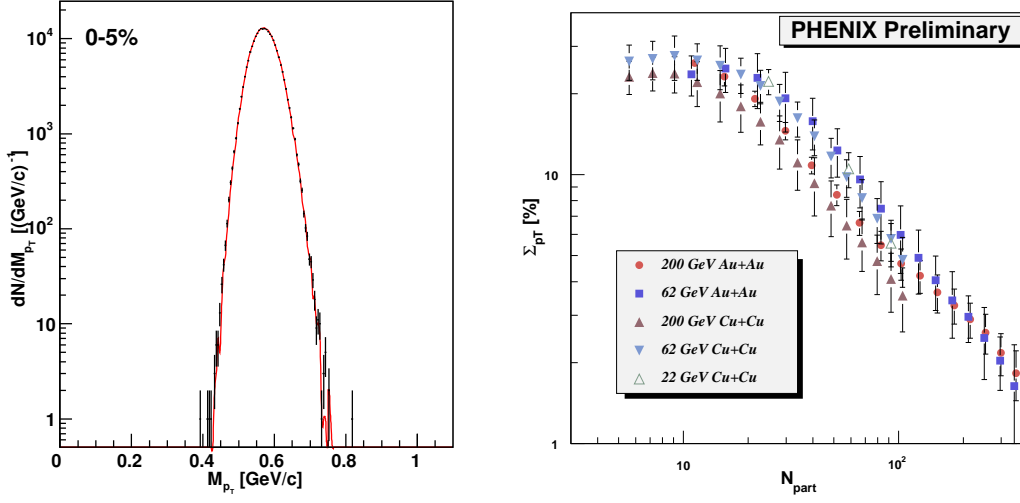 0-5%
dN/dM_{p_T} [(GeV/c)^{-1}]
10^4
10^3
10^2
10
1
0 0.2 0.4 0.6 0.8 1
M_{p_T} [GeV/c]
PHENIX Preliminary
Σ_{pT} [%]
10
1
200 GeV Au+Au
62 GeV Au+Au
200 GeV Cu+Cu
62 GeV Cu+Cu
22 GeV Cu+Cu
10 10^2
N_{part}